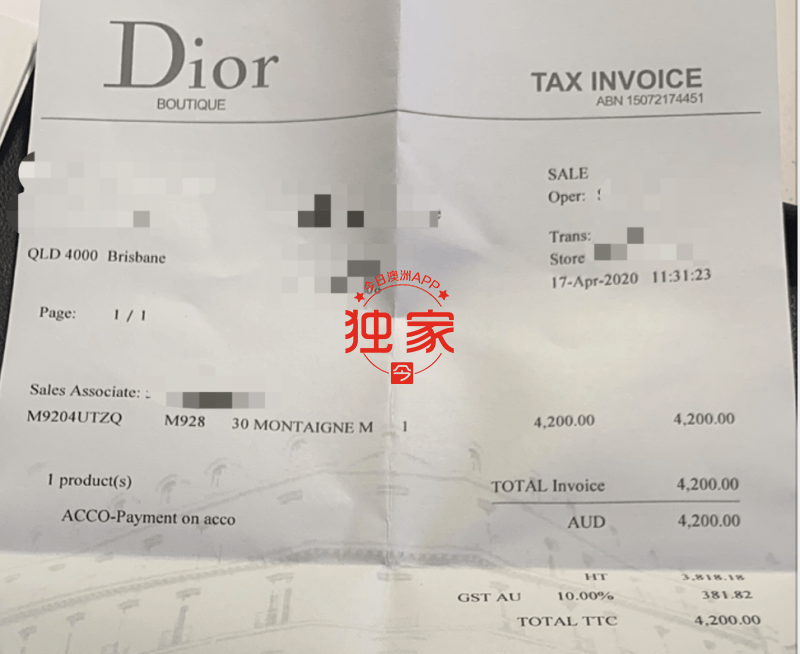 Dior
BOUTIQUE
TAX INVOICE
ABN 15072174451
SALE
Oper:
Trans:
QLD 4000 Brisbane
Store
17-Apr-2020 11:31:23
今日澳洲APP
独家
今
Page: 1 / 1
Sales Associate:
M9204UTZQ M928 30 MONTAIGNE M 1 4,200.00 4,200.00
1 product(s)
TOTAL Invoice 4,200.00
ACCO-Payment on acco
AUD 4,200.00
HT 3,818.18
GST AU 10.00% 381.82
TOTAL TTC 4,200.00